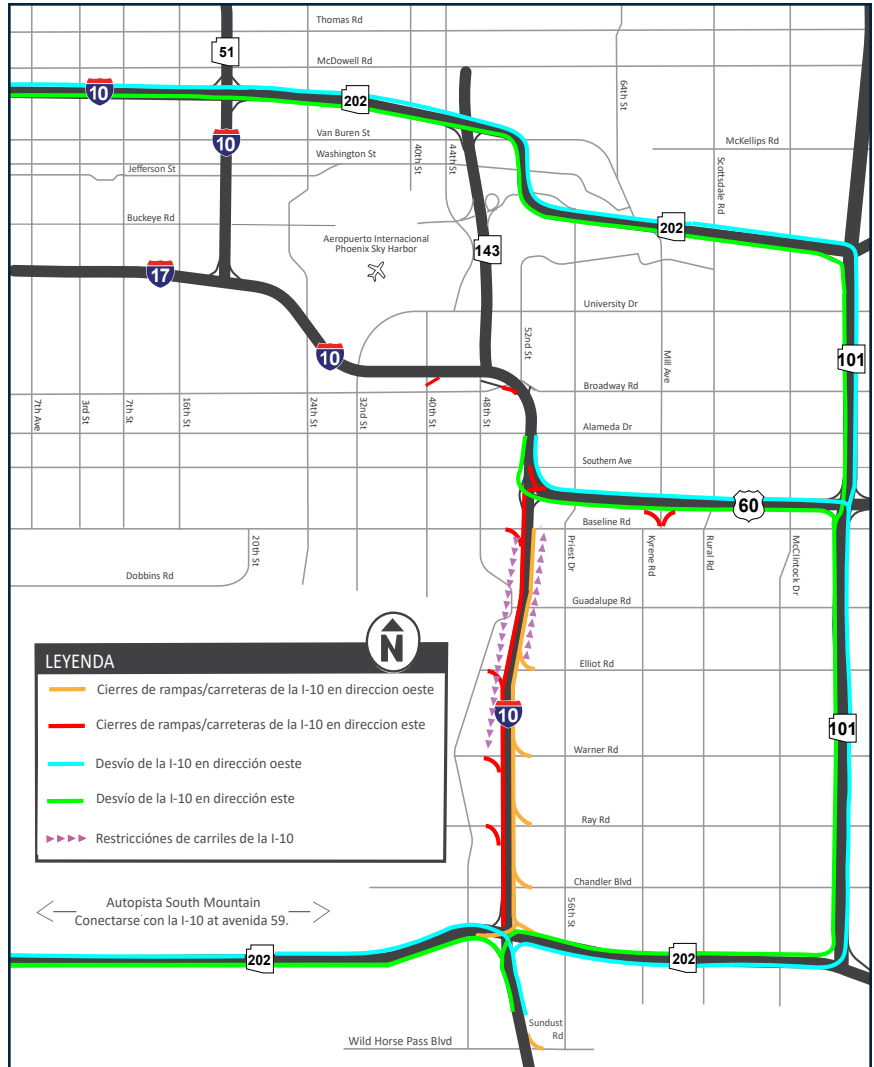 Thomas Rd
51
McDowell Rd
10
202
64th St
10
Van Buren St
Washington St
40th St
44th St
McKellips Rd
Jefferson St
Scottsdale Rd
Buckeye Rd
202
Aeropuerto Internacional
Phoenix Sky Harbor
143
17
University Dr
52nd St
Mill Ave
10
101
Broadway Rd
7th Ave
3rd St
7th St
16th St
24th St
32nd St
40th St
48th St
Alameda Dr
Southern Ave
60
Baseline Rd
20th St
Priest Dr
Kyrene Rd
Rural Rd
McClintock Dr
Dobbins Rd
Guadalupe Rd
N
LEYENDA
Elliot Rd
Cierres de rampas/carreteras de la I-10 en direccion oeste
10
Cierres de rampas/carreteras de la I-10 en direccion este
101
Warner Rd
Desvío de la I-10 en dirección oeste
Desvío de la I-10 en dirección este
Ray Rd
Restricciónes de carriles de la I-10
Chandler Blvd
Autopista South Mountain
Conectarse con la I-10 at avenida 59.
56th St
202
202
Sundust
Rd
Wild Horse Pass Blvd